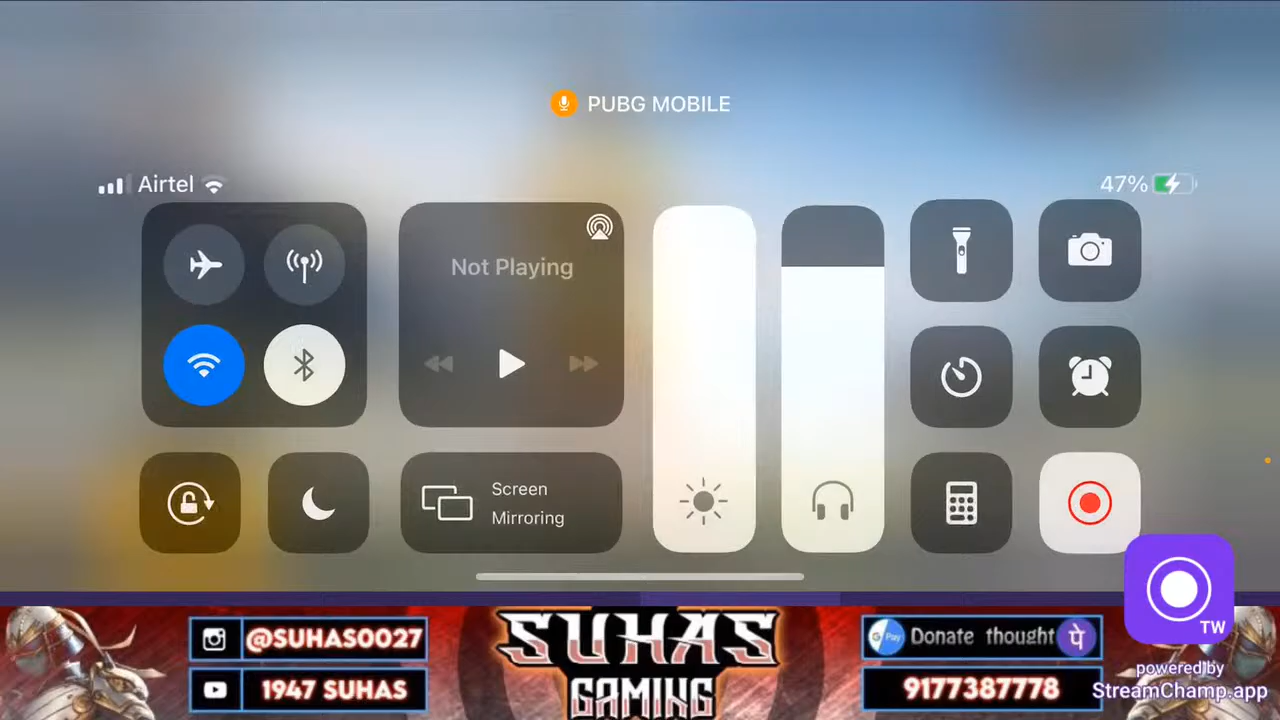 PUBG MOBILE
Airtel
47%
Not Playing
Screen
Mirroring
@SUHAS0027
1947 SUHAS
SUHAS
GAMING
G Pay Donate thought पे
9177387778
TW
powered by
StreamChamp.app